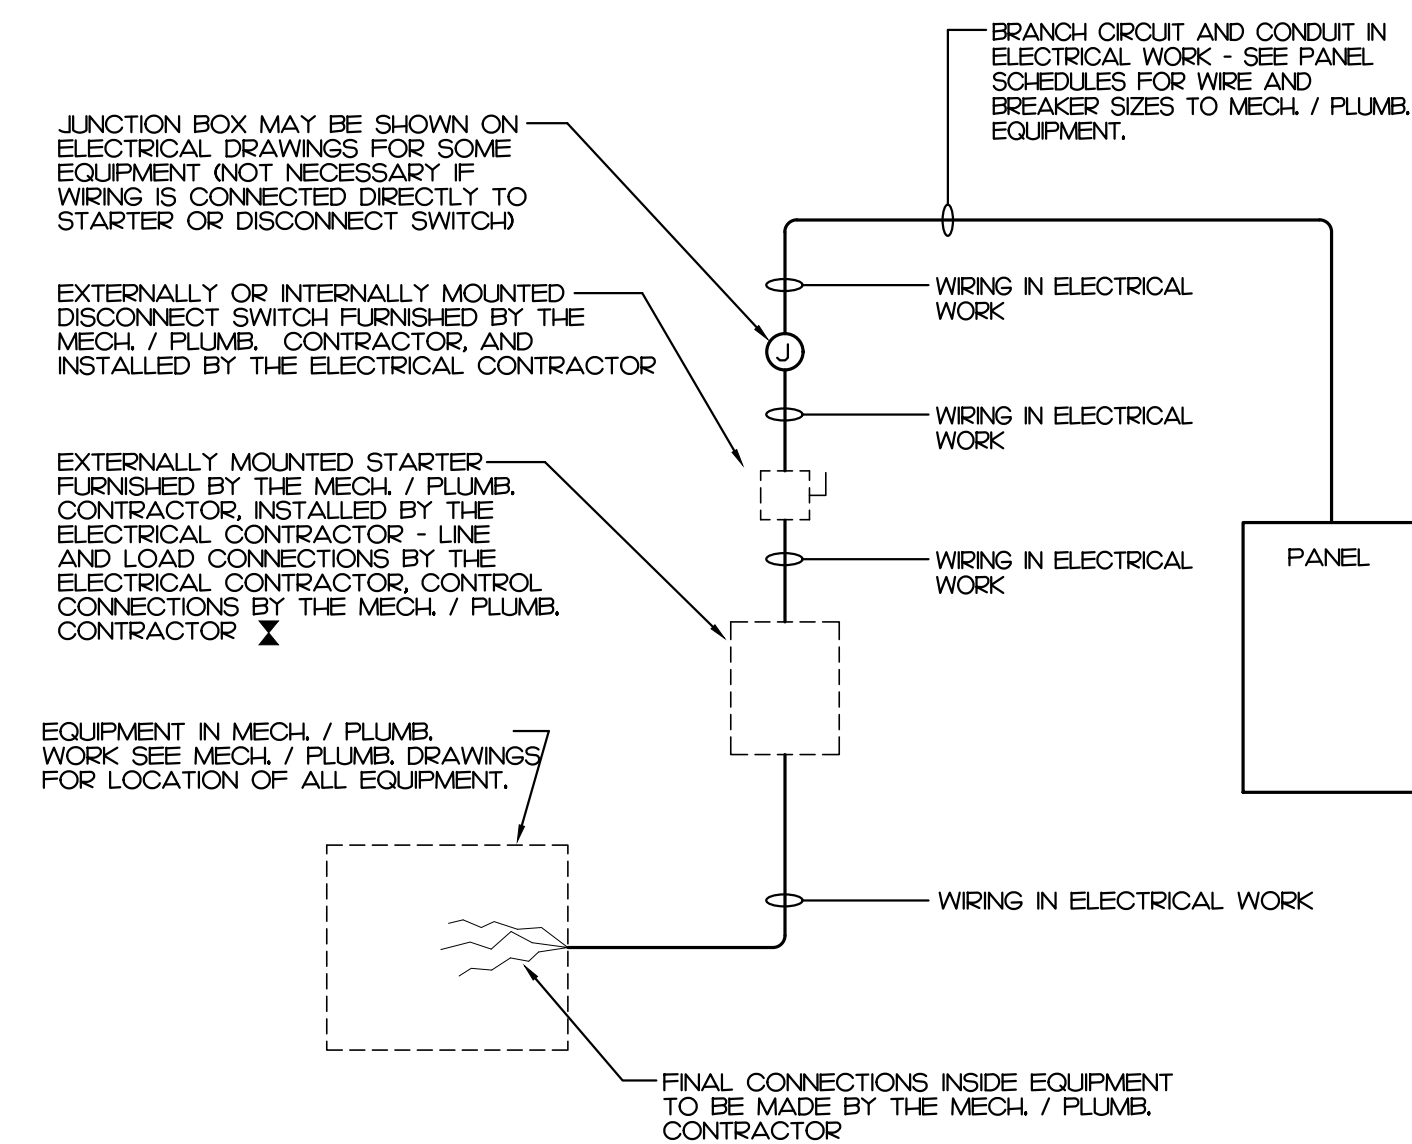 BRANCH CIRCUIT AND CONDUIT IN
ELECTRICAL WORK - SEE PANEL
SCHEDULES FOR WIRE AND
BREAKER SIZES TO MECH. / PLUMB.
EQUIPMENT.
JUNCTION BOX MAY BE SHOWN ON
ELECTRICAL DRAWINGS FOR SOME
EQUIPMENT (NOT NECESSARY IF
WIRING IS CONNECTED DIRECTLY TO
STARTER OR DISCONNECT SWITCH)
WIRING IN ELECTRICAL
WORK
EXTERNALLY OR INTERNALLY MOUNTED
DISCONNECT SWITCH FURNISHED BY THE
MECH. / PLUMB. CONTRACTOR, AND
INSTALLED BY THE ELECTRICAL CONTRACTOR
J
WIRING IN ELECTRICAL
WORK
EXTERNALLY MOUNTED STARTER
FURNISHED BY THE MECH. / PLUMB.
CONTRACTOR, INSTALLED BY THE
ELECTRICAL CONTRACTOR - LINE
AND LOAD CONNECTIONS BY THE
ELECTRICAL CONTRACTOR, CONTROL
CONNECTIONS BY THE MECH. / PLUMB.
CONTRACTOR
WIRING IN ELECTRICAL
WORK
PANEL
EQUIPMENT IN MECH. / PLUMB.
WORK SEE MECH. / PLUMB. DRAWINGS
FOR LOCATION OF ALL EQUIPMENT.
WIRING IN ELECTRICAL WORK
FINAL CONNECTIONS INSIDE EQUIPMENT
TO BE MADE BY THE MECH. / PLUMB.
CONTRACTOR